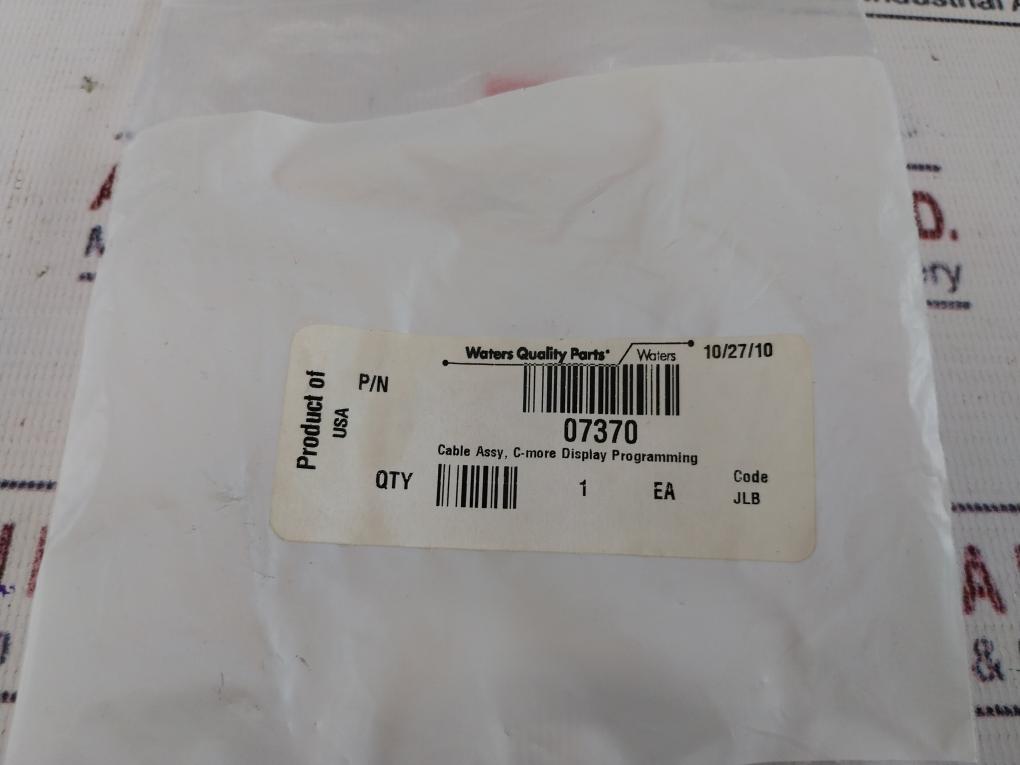 Product of
USA
Waters Quality Parts Waters 10/27/10
P/N
07370
Cable Assy, C-more Display Programming
QTY 1 EA
Code
JLB
D.
&